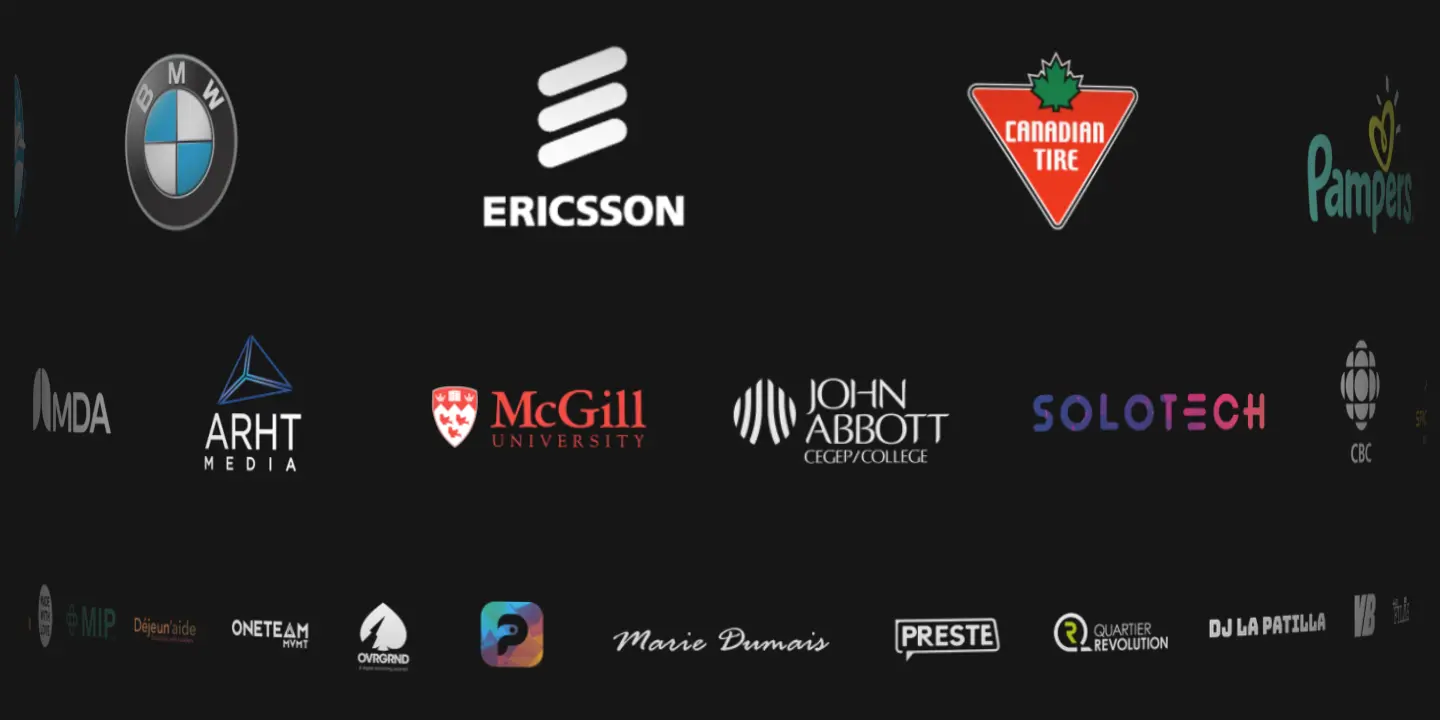 BMW
ERICSSON
CANADIAN
TIRE
Pampers
MDA
ARHT
MEDIA
McGill
UNIVERSITY
JOHN
ABBOTT
CEGEP/COLLEGE
SOLOTECH
CBC
MIP
Déjeun'aide
ONETEAM
MVMT
OVRGRND
P
Marie Dumais
PRESTE
R
QUARTIER
REVOLUTION
DJ LA PATILLA
YB